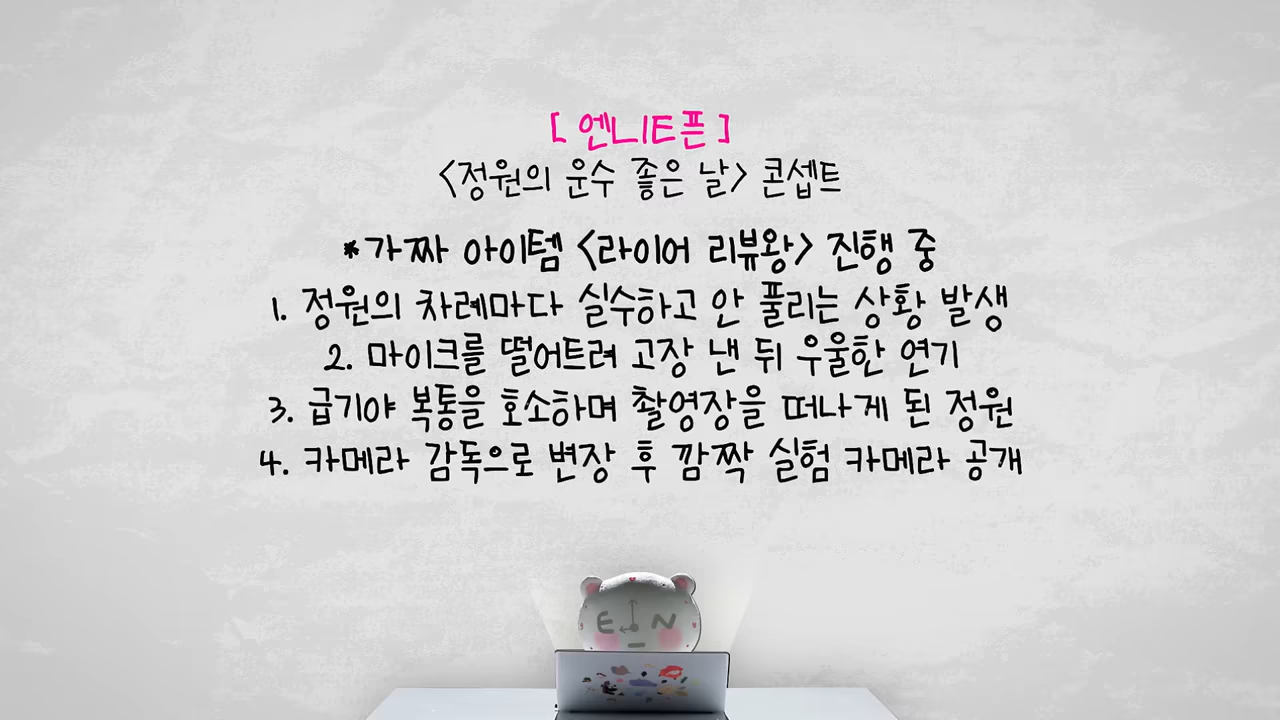 [ 엔니E픈 ]
<정원의 운수 좋은 날> 콘셉트
*가짜 아이템 <라이어 리뷰왕> 진행 중
1. 정원의 차례마다 실수하고 안 풀리는 상황 발생
2. 마이크를 떨어트려 고장 낸 뒤 우울한 연기
3. 급기야 복통을 호소하며 촬영장을 떠나게 된 정원
4. 카메라 감독으로 변장 후 깜짝 실험 카메라 공개
E N